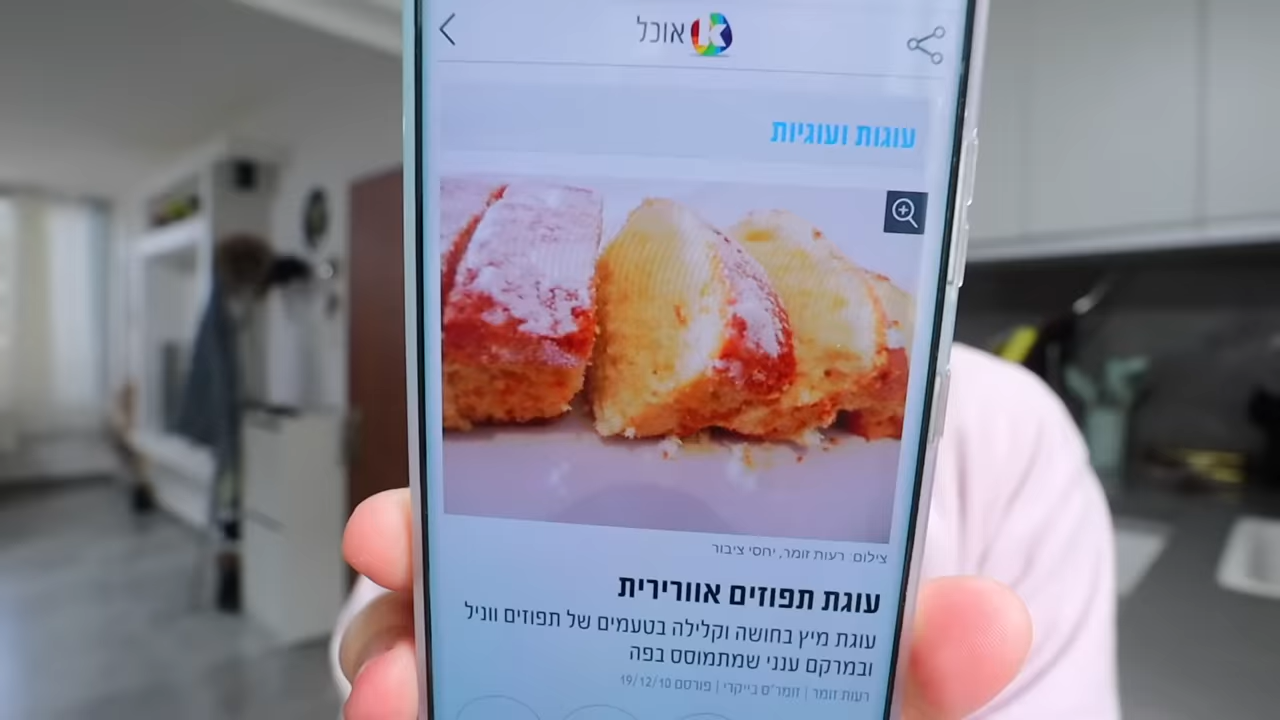 אוכל K
עוגות ועוגיות
צילום: רעות זומר, יחסי ציבור
עוגת תפוזים אוורירית
עוגת מיץ בחושה וקלילה בטעמים של תפוזים ווניל
ובמרקם ענני שמתמוסס בפה
רעות זומר | זומר'ס בייקרי | פורסם 19/12/10